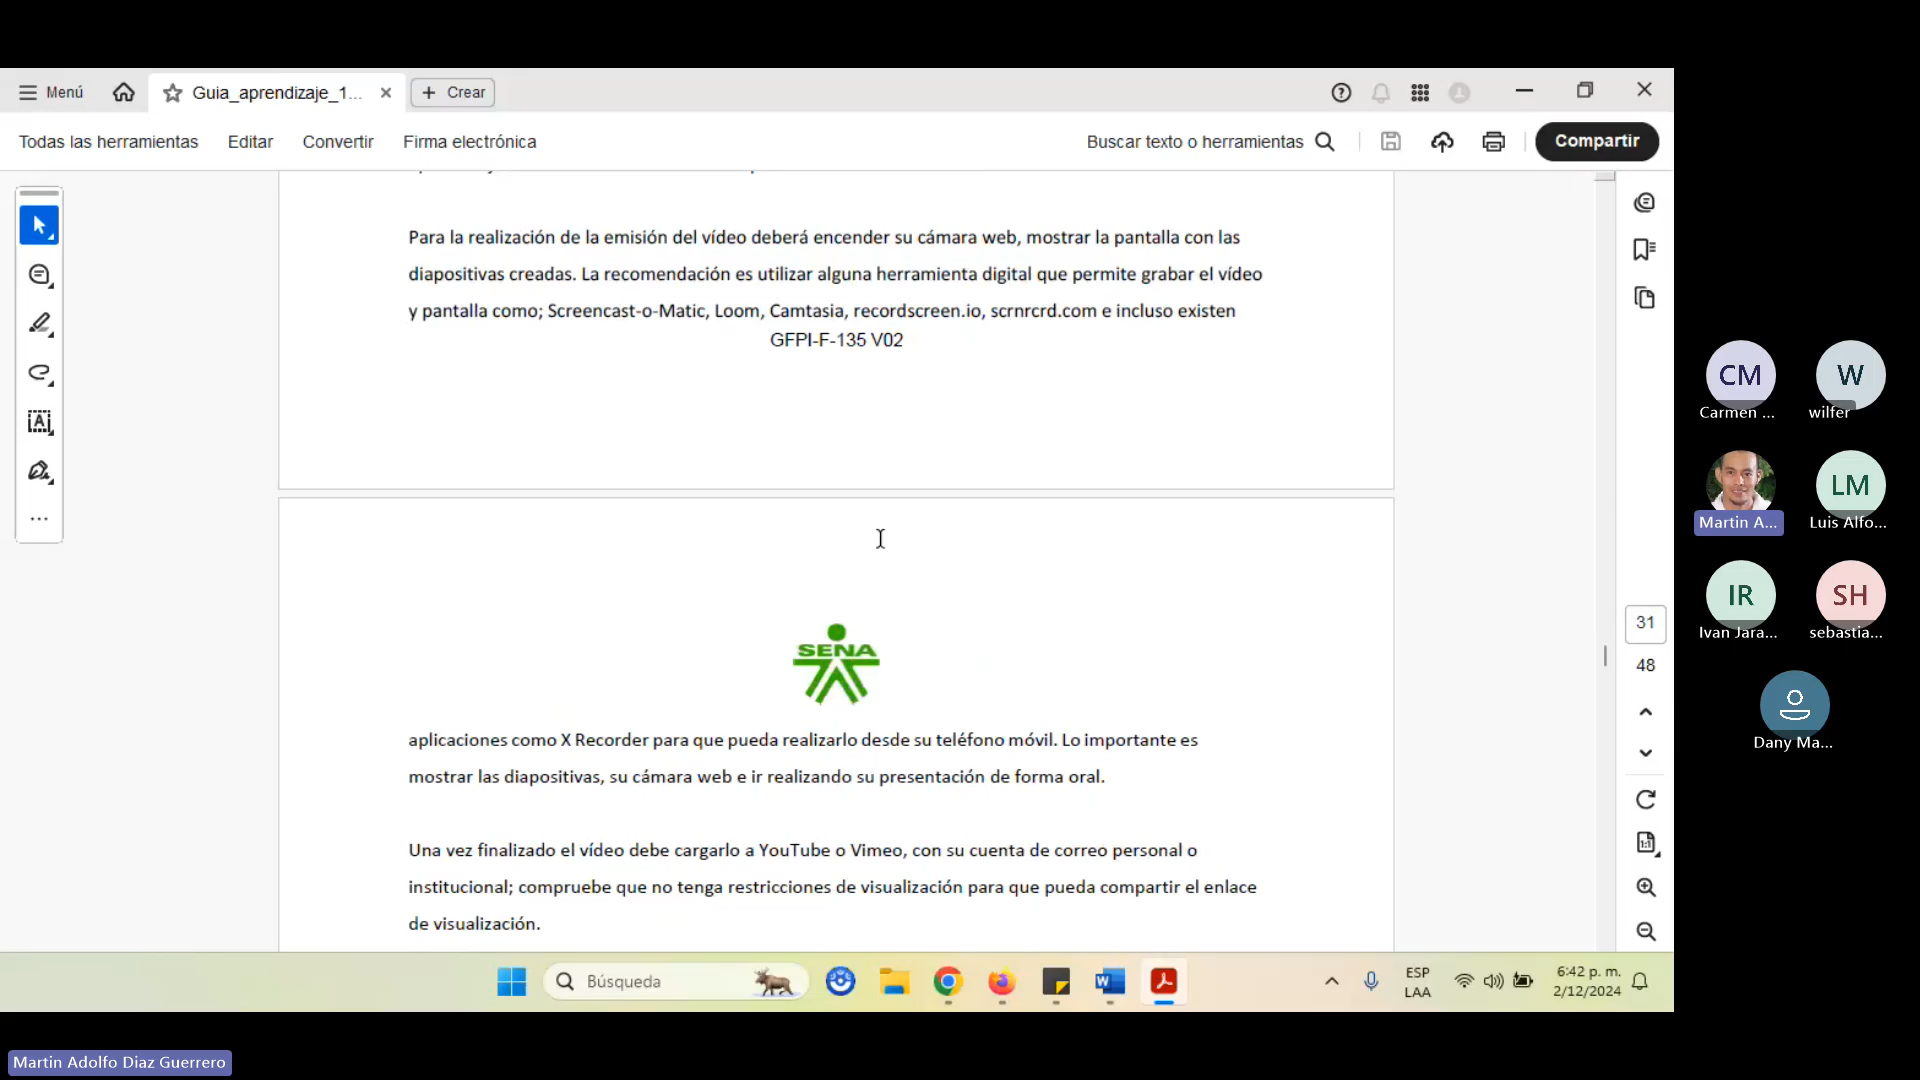 Menú
Guia_aprendizaje_1...
Crear
Todas las herramientas
Editar
Convertir
Firma electrónica
Buscar texto o herramientas
Compartir
Para la realización de la emisión del vídeo deberá encender su cámara web, mostrar la pantalla con las
diapositivas creadas. La recomendación es utilizar alguna herramienta digital que permite grabar el vídeo
y pantalla como; Screencast-o-Matic, Loom, Camtasia, recordscreen.io, scrnrcrd.com e incluso existen
GFPI-F-135 V02
SENA
aplicaciones como X Recorder para que pueda realizarlo desde su teléfono móvil. Lo importante es
mostrar las diapositivas, su cámara web e ir realizando su presentación de forma oral.
Una vez finalizado el vídeo debe cargarlo a YouTube o Vimeo, con su cuenta de correo personal o
institucional; compruebe que no tenga restricciones de visualización para que pueda compartir el enlace
de visualización.
31
48
1:1
CM
Carmen ...
W
wilfer
Martin A...
LM
Luis Alfo...
IR
Ivan Jara...
SH
sebastia...
Dany Ma...
Búsqueda
ESP
LAA
6:42 p. m.
2/12/2024
Martin Adolfo Diaz Guerrero